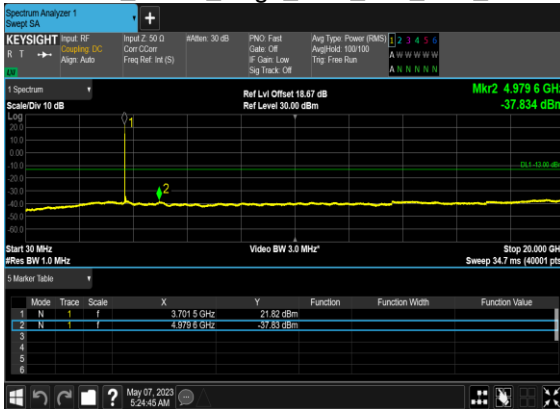 Spectrum Analyzer 1
Swept SA
KEYSIGHT Input: RF Input Z: 50 Ω #Atten: 30 dB PNO: Fast Avg Type: Power (RMS) 1 2 3 4 5 6
R T Coupling: DC Corr CCorr Gate: Off Avg|Hold: 100/100 A W W W W W
Align: Auto Freq Ref: Int (S) IF Gain: Low Trig: Free Run
LW Sig Track: Off A N N N N N
1 Spectrum Ref Lvl Offset 18.67 dB Mkr2 4.979 6 GHz
Scale/Div 10 dB Ref Level 30.00 dBm -37.834 dBm
Log
1
20.0
10.0
0.00
-10.0
DL1 -13.00 dBm
-20.0
-30.0
2
-40.0
-50.0
-60.0
Start 30 MHz Video BW 3.0 MHz* Stop 20.000 GH
#Res BW 1.0 MHz Sweep 34.7 ms (40001 pts
5 Marker Table
Mode Trace Scale X Y Function Function Width Function Value
1 N 1 f 3.701 5 GHz 21.82 dBm
2 N 1 f 4.979 6 GHz -37.83 dBm
3
4
5
6
? May 07, 2023
5:24:45 AM